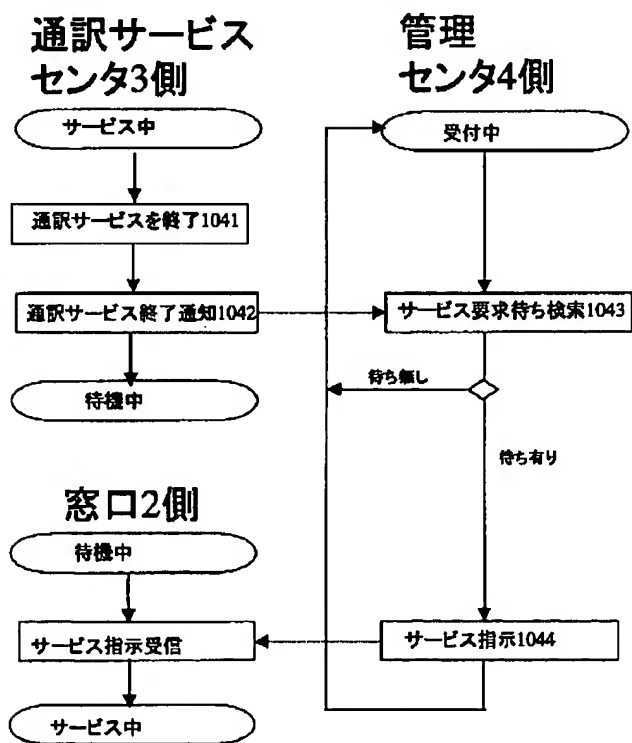 通訳サービス
センタ3側
サービス中
通訳サービスを終了1041
通訳サービス終了通知1042
待機中
管理
センタ4側
受付中
サービス要求待ち検索1043
待ち無し
待ち有り
サービス指示1044
窓口2側
待機中
サービス指示受信
サービス中